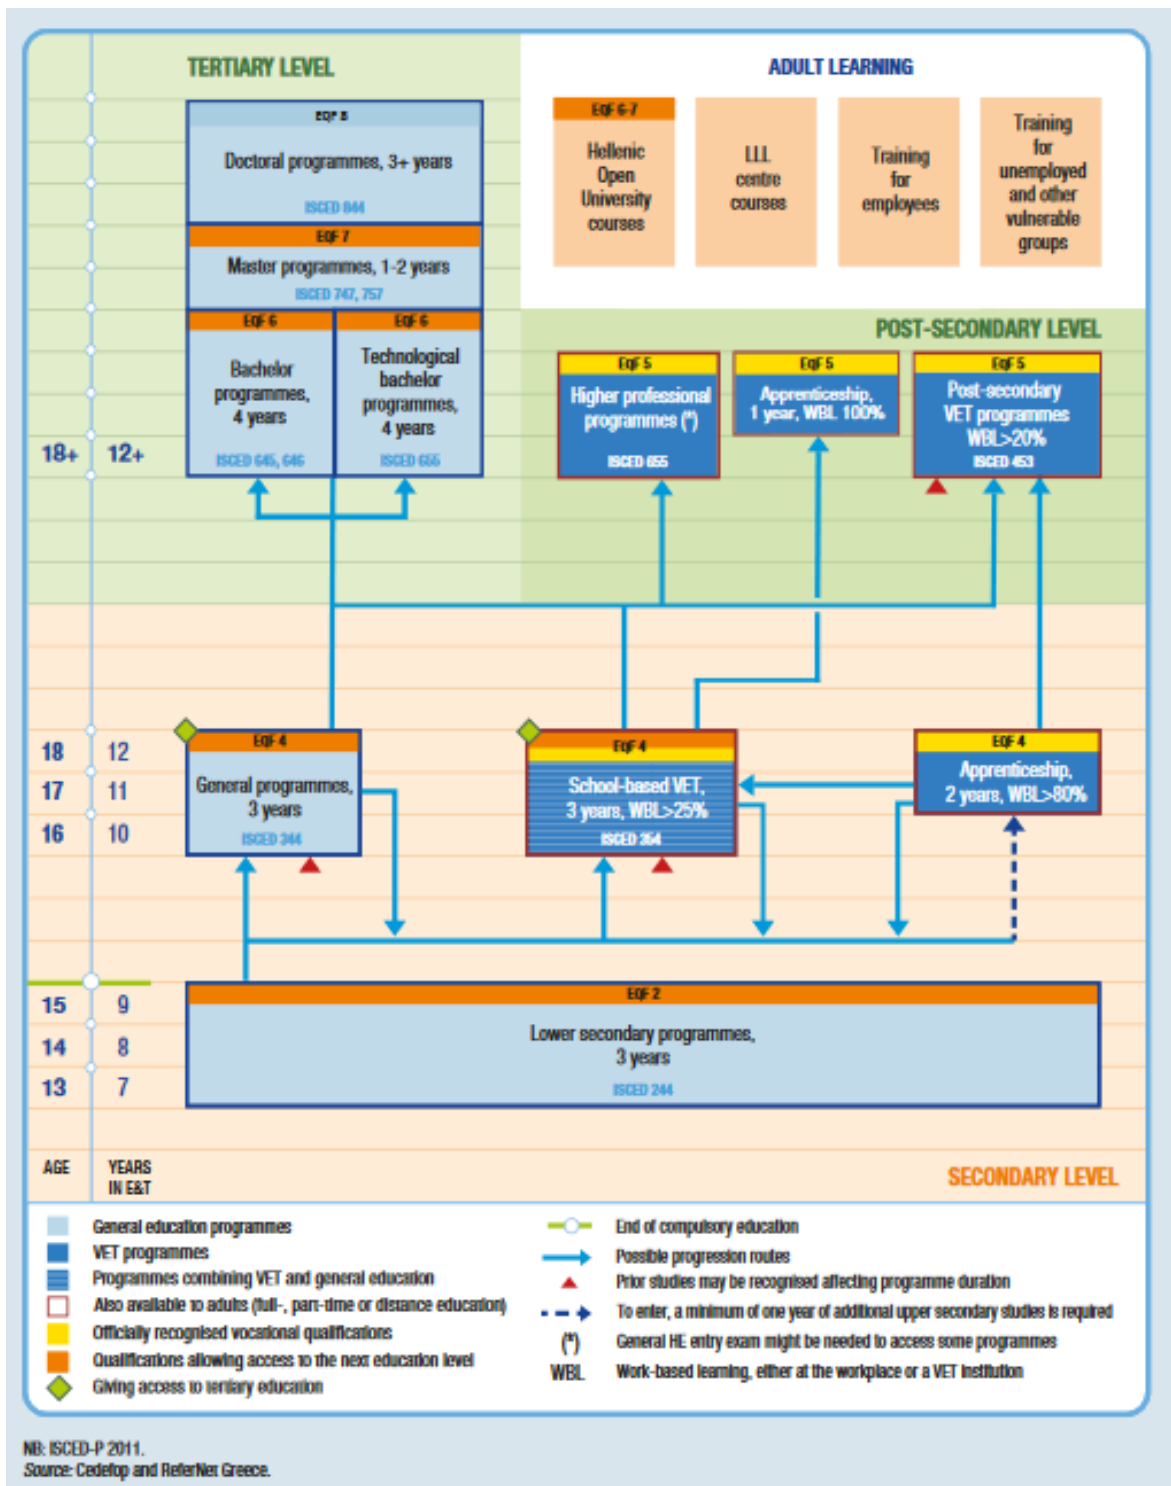 TERTIARY LEVEL
ADULT LEARNING
EQF 8
Doctoral programmes, 3+ years
ISCED 844
EQF 7
Master programmes, 1-2 years
ISCED 747, 757
EQF 6
Bachelor
programmes,
4 years
ISCED 645, 646
EQF 6
Technological
bachelor
programmes,
4 years
ISCED 655
EQF 6-7
Hellenic
Open
University
courses
LLL
centre
courses
Training
for
employees
Training
for
unemployed
and other
vulnerable
groups
POST-SECONDARY LEVEL
EQF 5
Higher professional
programmes (*)
ISCED 655
EQF 5
Apprenticeship,
1 year, WBL 100%
EQF 5
Post-secondary
VET programmes
WBL>20%
ISCED 453
18+ 12+
18 12
17 11
16 10
EQF 4
General programmes,
3 years
ISCED 344
EQF 4
School-based VET,
3 years, WBL>25%
ISCED 354
EQF 4
Apprenticeship,
2 years, WBL>80%
15 9
14 8
13 7
EQF 2
Lower secondary programmes,
3 years
ISCED 244
AGE
YEARS
IN E&T
SECONDARY LEVEL
General education programmes
VET programmes
Programmes combining VET and general education
Also available to adults (full-, part-time or distance education)
Officially recognised vocational qualifications
Qualifications allowing access to the next education level
Giving access to tertiary education
End of compulsory education
Possible progression routes
Prior studies may be recognised affecting programme duration
To enter, a minimum of one year of additional upper secondary studies is required
(*) General HE entry exam might be needed to access some programmes
WBL Work-based learning, either at the workplace or a VET institution
NB: ISCED-P 2011.
Source: Cedefop and ReferNet Greece.